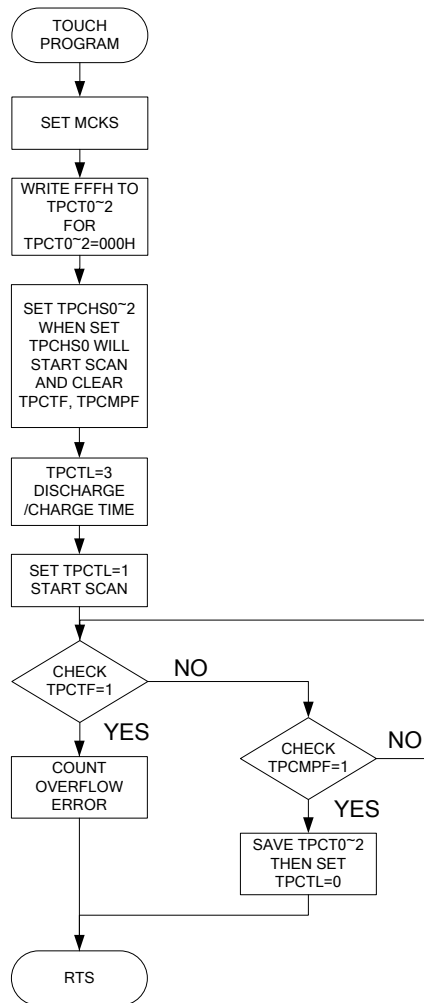 TOUCH
PROGRAM
SET MCKS
WRITE FFFH TO
TPCT0~2
FOR
TPCT0~2=000H
SET TPCHS0~2
WHEN SET
TPCHS0 WILL
START SCAN
AND CLEAR
TPCTF, TPCMPF
TPCTL=3
DISCHARGE
/CHARGE TIME
SET TPCTL=1
START SCAN
CHECK
TPCTF=1
NO
YES
CHECK
TPCMPF=1
NO
YES
COUNT
OVERFLOW
ERROR
SAVE TPCT0~2
THEN SET
TPCTL=0
RTS